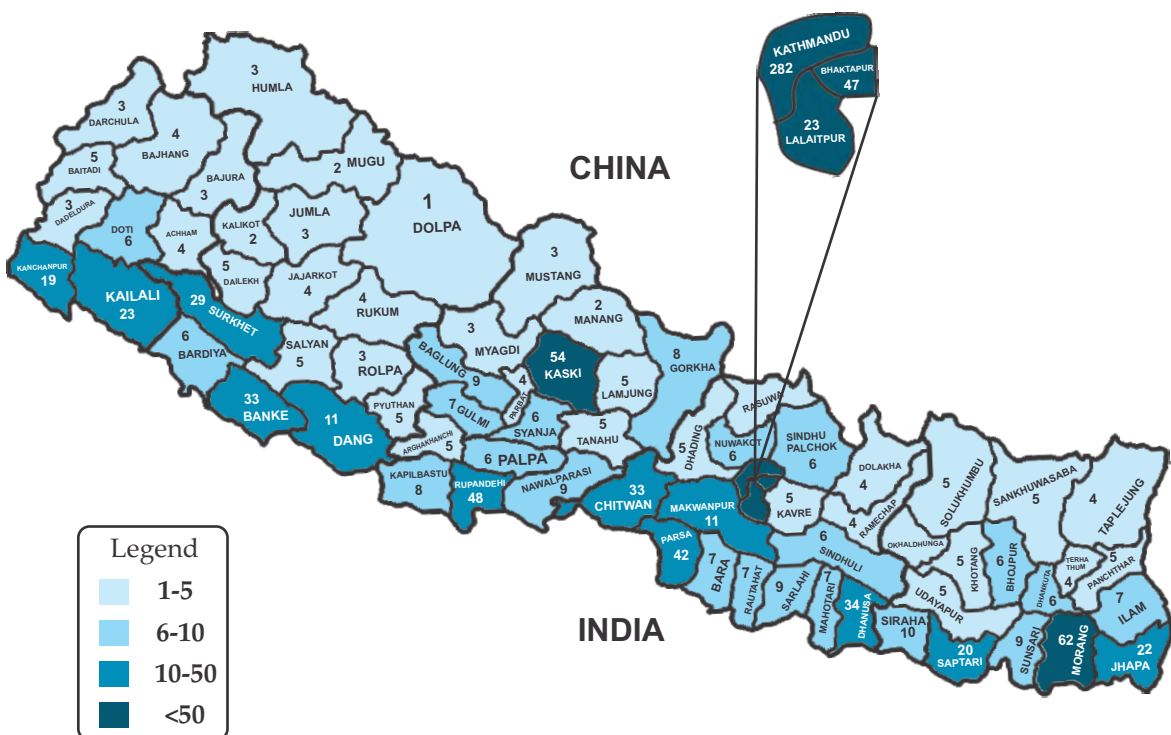 KATHMANDU
282
BHAKTAPUR
47
23
LALAITPUR
3
HUMLA
3
DARCHULA
4
BAJHANG
5
BAITADI
BAJURA
3
2
MUGU
CHINA
3
DADELDURA
DOTI
6
ACHHAM
4
KALIKOT
2
JUMLA
3
1
DOLPA
KANCHANPUR
19
KAILALI
23
29
SURKHET
5
DAILEKH
JAJARKOT
4
4
RUKUM
3
MUSTANG
2
MANANG
6
BARDIYA
SALYAN
5
3
ROLPA
3
MYAGDI
BAGLUNG
9
4
PARBAT
54
KASKI
5
LAMJUNG
8
GORKHA
33
BANKE
11
DANG
PYUTHAN
5
7
GULMI
6
SYANJA
5
TANAHU
ARGHAKHANCHI
5
6
PALPA
KAPILBASTU
8
RUPANDEHI
48
NAWALPARASI
9
33
CHITWAN
5
DHADING
RASUWA
NUWAKOT
6
SINDHU
PALCHOK
6
MAKWANPUR
11
5
KAVRE
DOLAKHA
4
4
RAMECHAP
5
SOLUKHUMBU
SANKHUWASABA
5
4
TAPLEJUNG
PARSA
42
7
BARA
7
RAUTAHAT
9
SARLAHI
6
SINDHULI
7
MAHOTARI
34
DHANUSA
OKHALDHUNGA
5
KHOTANG
6
BHOJPUR
TERHA
THUM
4
5
PANCHTHAR
DHANKUTA
6
7
ILAM
5
UDAYAPUR
SIRAHA
10
20
SAPTARI
9
SUNSARI
62
MORANG
22
JHAPA
INDIA
Legend
1-5
6-10
10-50
<50